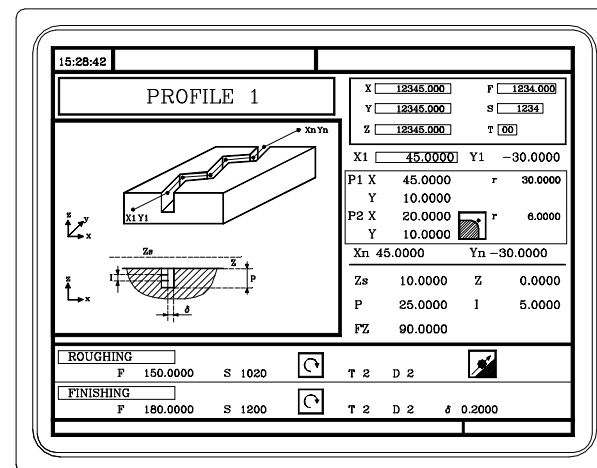 15:28:42
PROFILE 1
X 12345.000 F 1234.000
Y 12345.000 S 1234
Z 12345.000 T 00
X1 45.0000 Y1 -30.0000
P1 X 45.0000 r 30.0000
Y 10.0000
P2 X 20.0000 r 6.0000
Y 10.0000
Xn 45.0000 Yn -30.0000
Zs 10.0000 Z 0.0000
P 25.0000 I 5.0000
FZ 90.0000
Xn Yn
X1 Y1
z y
x
Zs
Z
I P
z
x
δ
ROUGHING
F 150.0000 S 1020 T 2 D 2
FINISHING
F 180.0000 S 1200 T 2 D 2 δ 0.2000